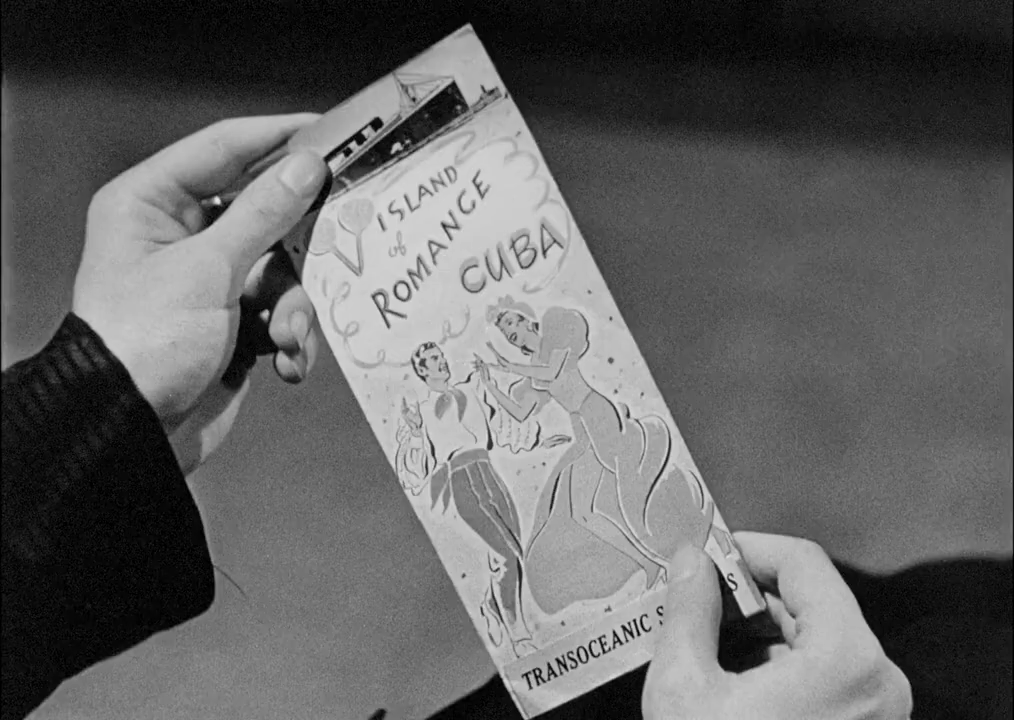 ISLAND
of
ROMANCE
CUBA
TRANSOCEANIC S
S